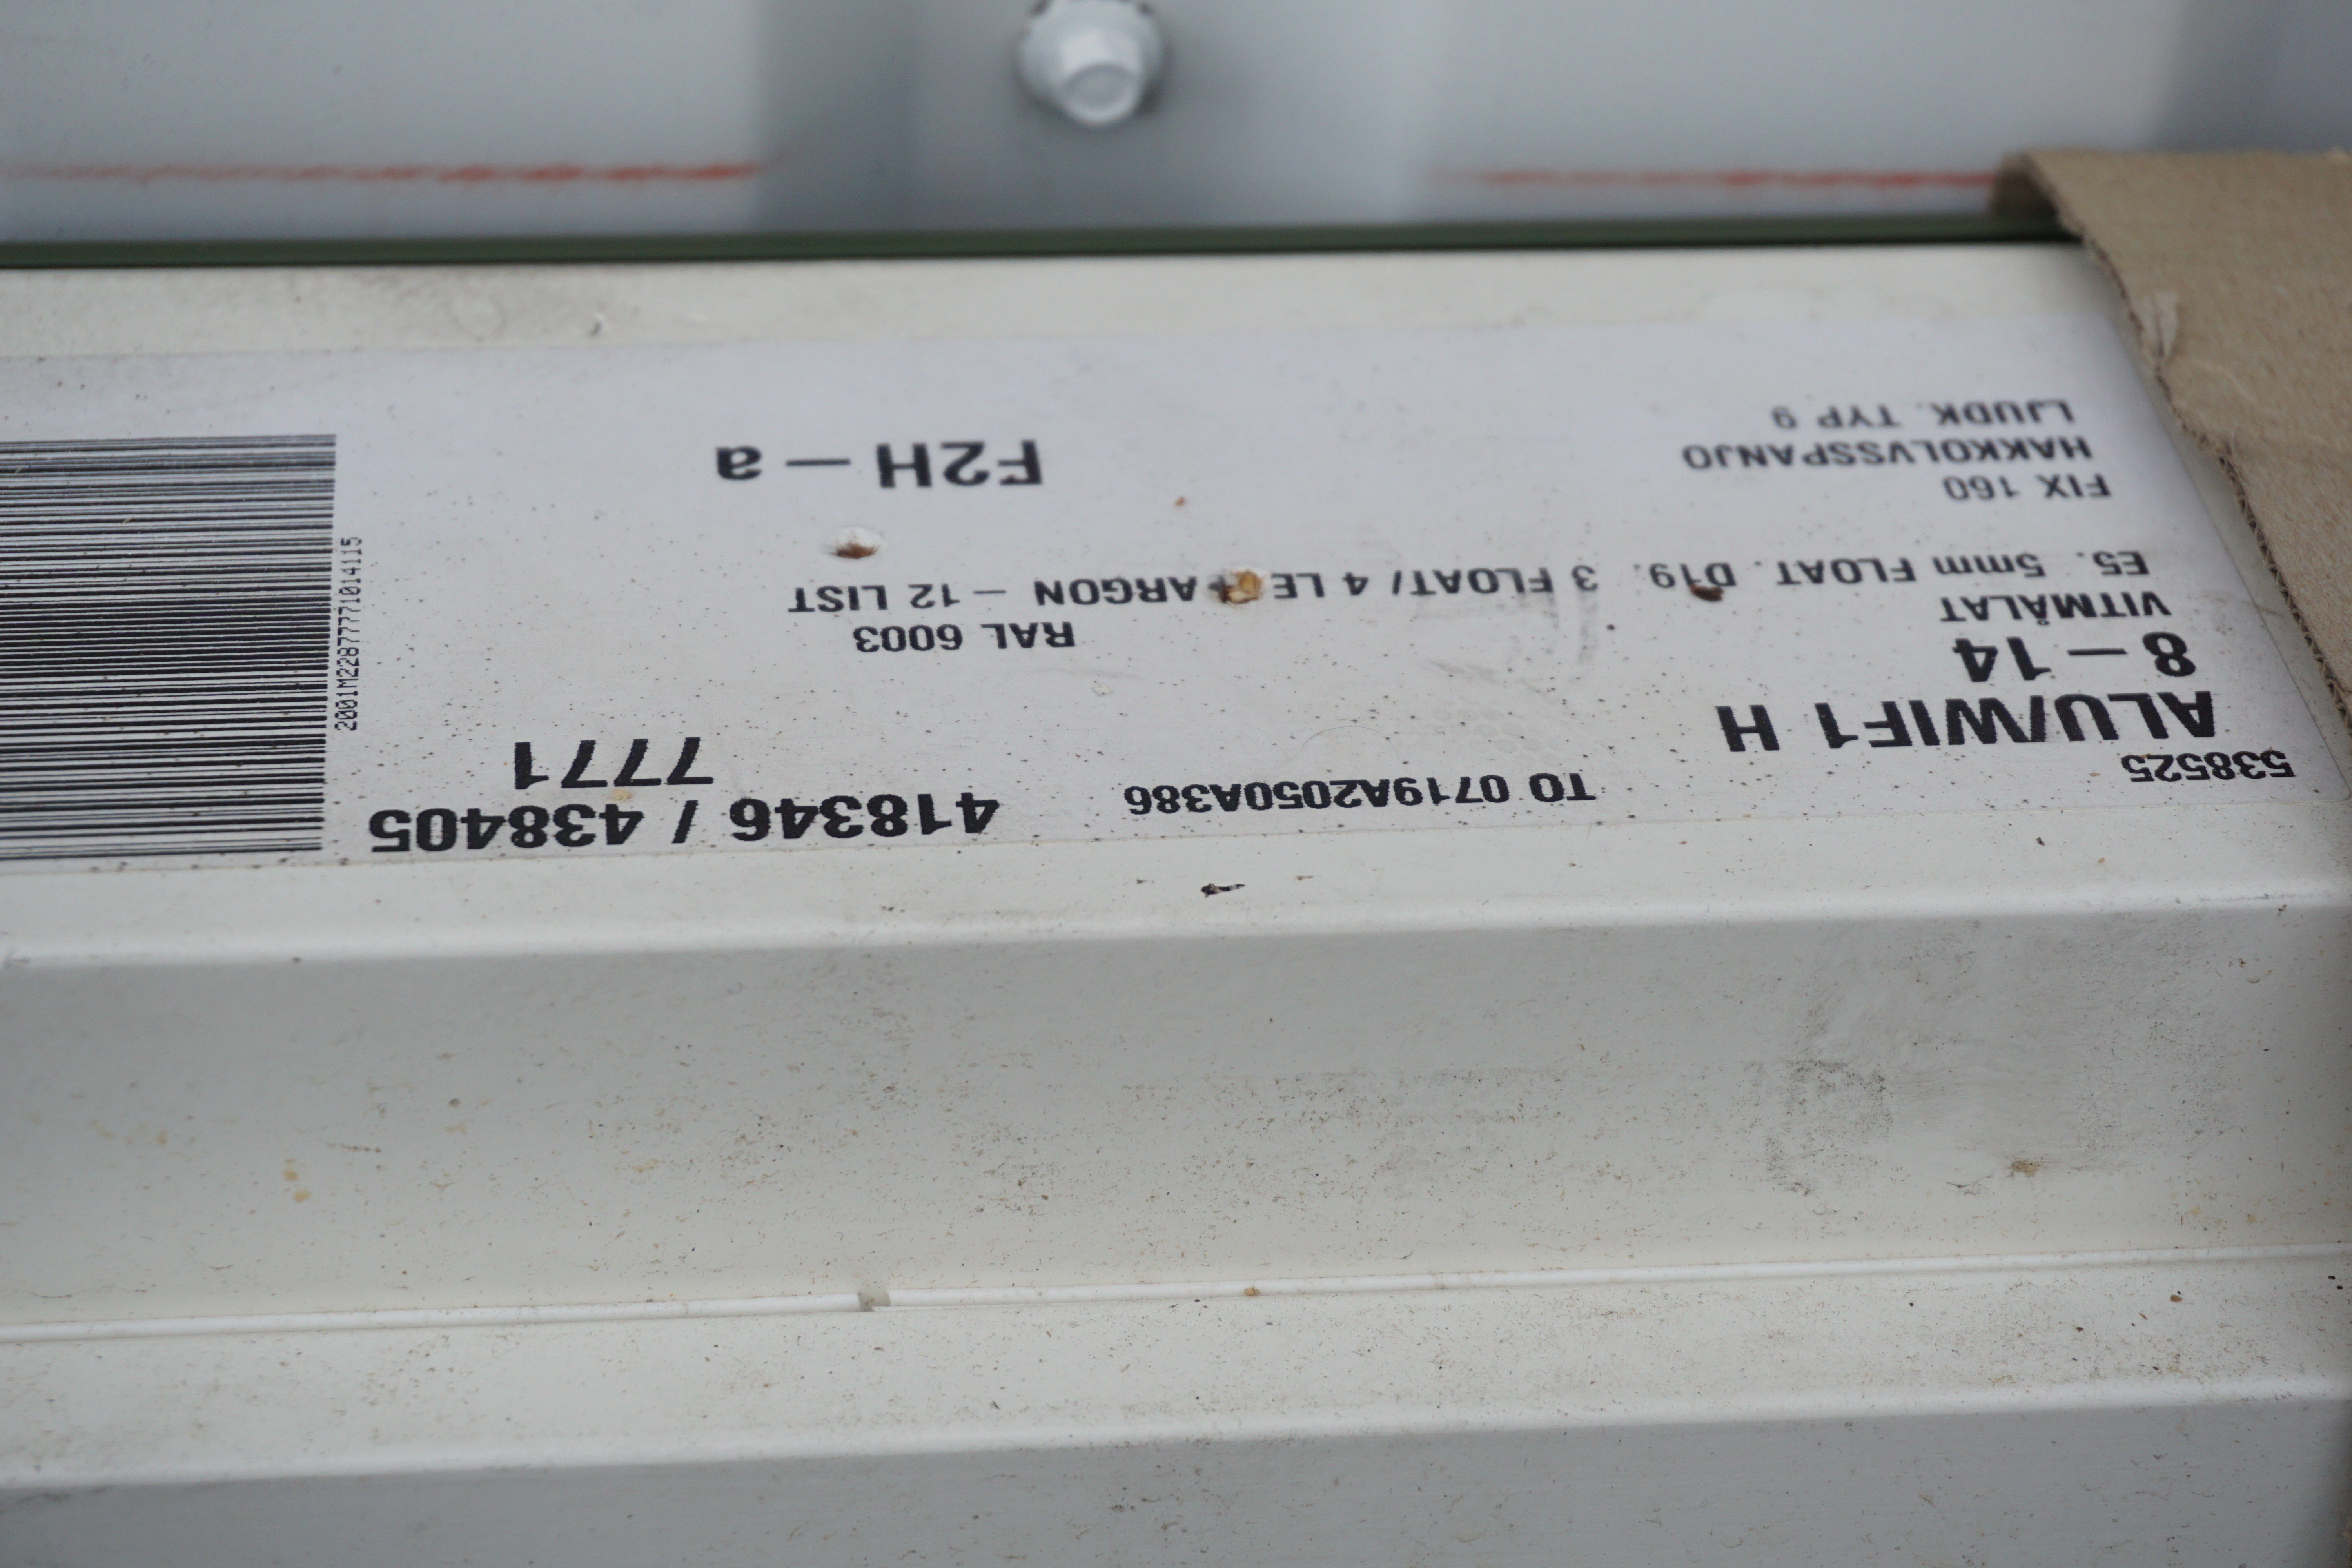 538525 TO 0719A2050A386 418346 / 438405
ALU/WIF1 H 7771
8 – 14
VITMÅLAT RAL 6003
E5. 5mm FLOAT. D19. 3 FLOAT/ 4 LE + ARGON – 12 LIST
FIX 160
HAKKOLVSSPANJO F2H – a
LJUDK. TYP 9